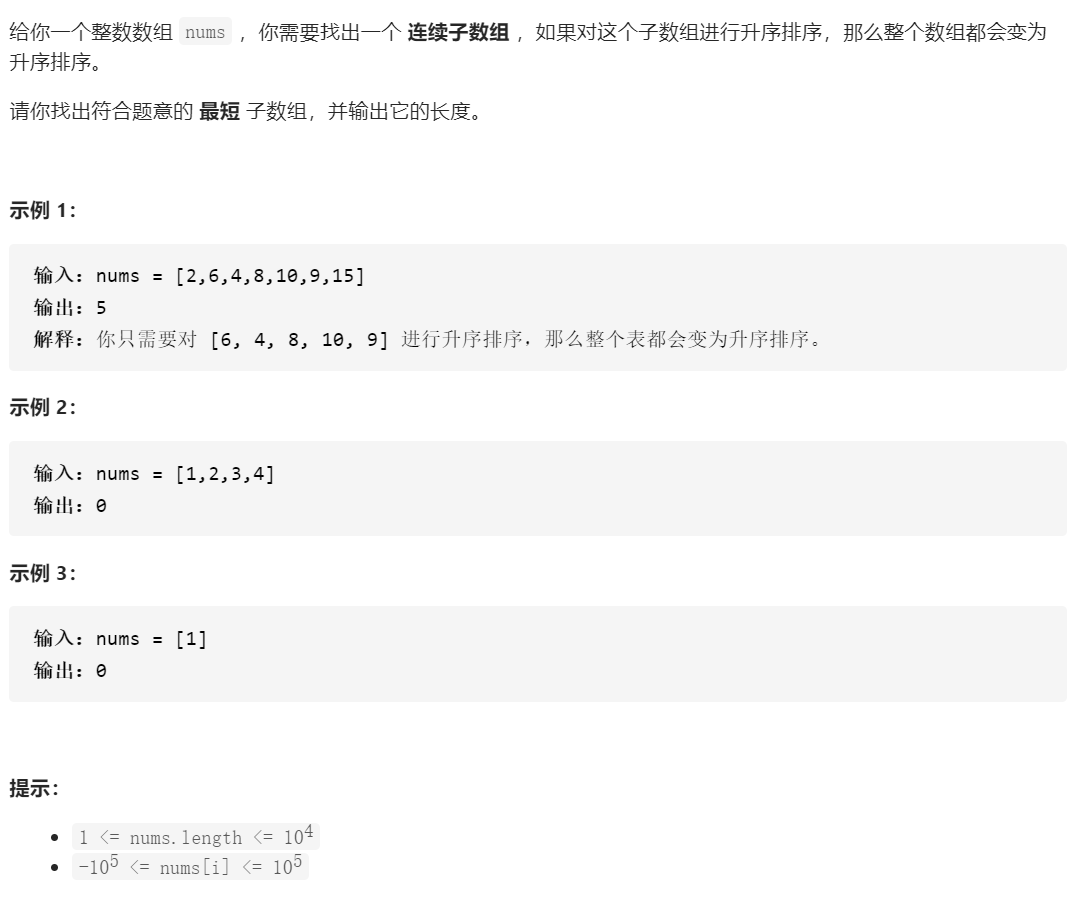 给你一个整数数组 nums ，你需要找出一个 连续子数组 ，如果对这个子数组进行升序排序，那么整个数组都会变为
升序排序。
请你找出符合题意的 最短 子数组，并输出它的长度。
示例 1：
输入：nums = [2,6,4,8,10,9,15]
输出：5
解释：你只需要对 [6, 4, 8, 10, 9] 进行升序排序，那么整个表都会变为升序排序。
示例 2：
输入：nums = [1,2,3,4]
输出：0
示例 3：
输入：nums = [1]
输出：0
提示：
• 1 <= nums.length <= 10⁴
• -10⁵ <= nums[i] <= 10⁵